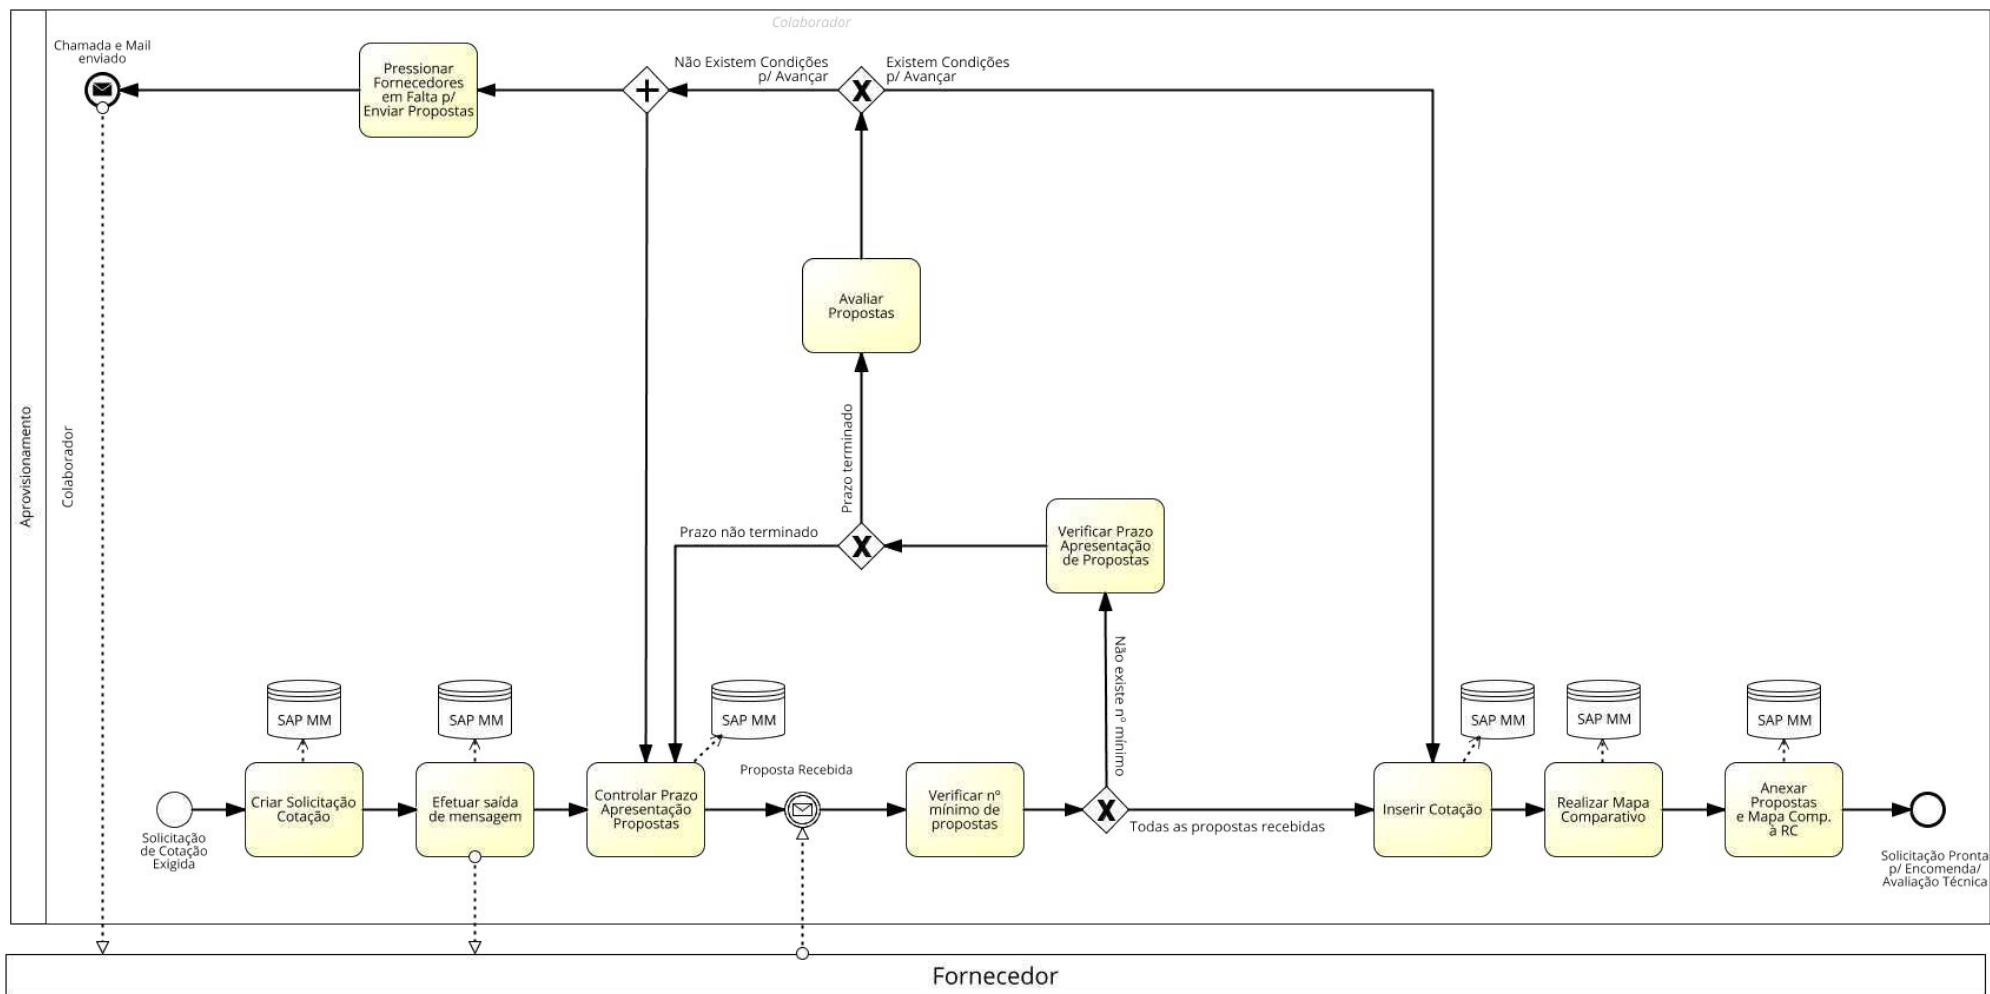 Colaborador
Chamada e Mail
enviado
Pressionar
Fornecedores
em Falta p/
Enviar Propostas
Não Existem Condições
p/ Avançar
Existem Condições
p/ Avançar
Avaliar
Propostas
Prazo terminado
Prazo não terminado
Verificar Prazo
Apresentação
de Propostas
Não existe nº mínimo
Aprovisionamento
Colaborador
SAP MM
SAP MM
SAP MM
SAP MM
SAP MM
SAP MM
Solicitação
de Cotação
Exigida
Criar Solicitação
Cotação
Efetuar saída
de mensagem
Controlar Prazo
Apresentação
Propostas
Proposta Recebida
Verificar nº
mínimo de
propostas
Todas as propostas recebidas
Inserir Cotação
Realizar Mapa
Comparativo
Anexar
Propostas
e Mapa Comp.
à RC
Solicitação Pronta
p/ Encomenda/
Avaliação Técnica
Fornecedor